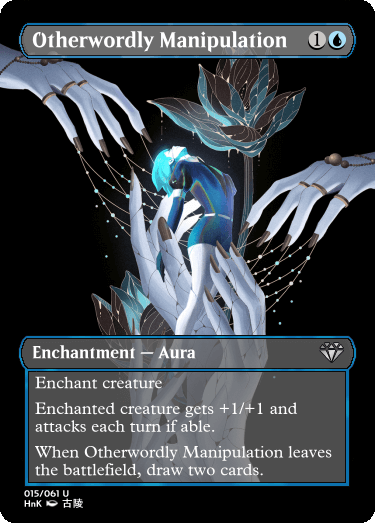 Otherwordly Manipulation 1
Enchantment — Aura
Enchant creature
Enchanted creature gets +1/+1 and
attacks each turn if able.
When Otherwordly Manipulation leaves
the battlefield, draw two cards.
015/061 U
HnK 古陵